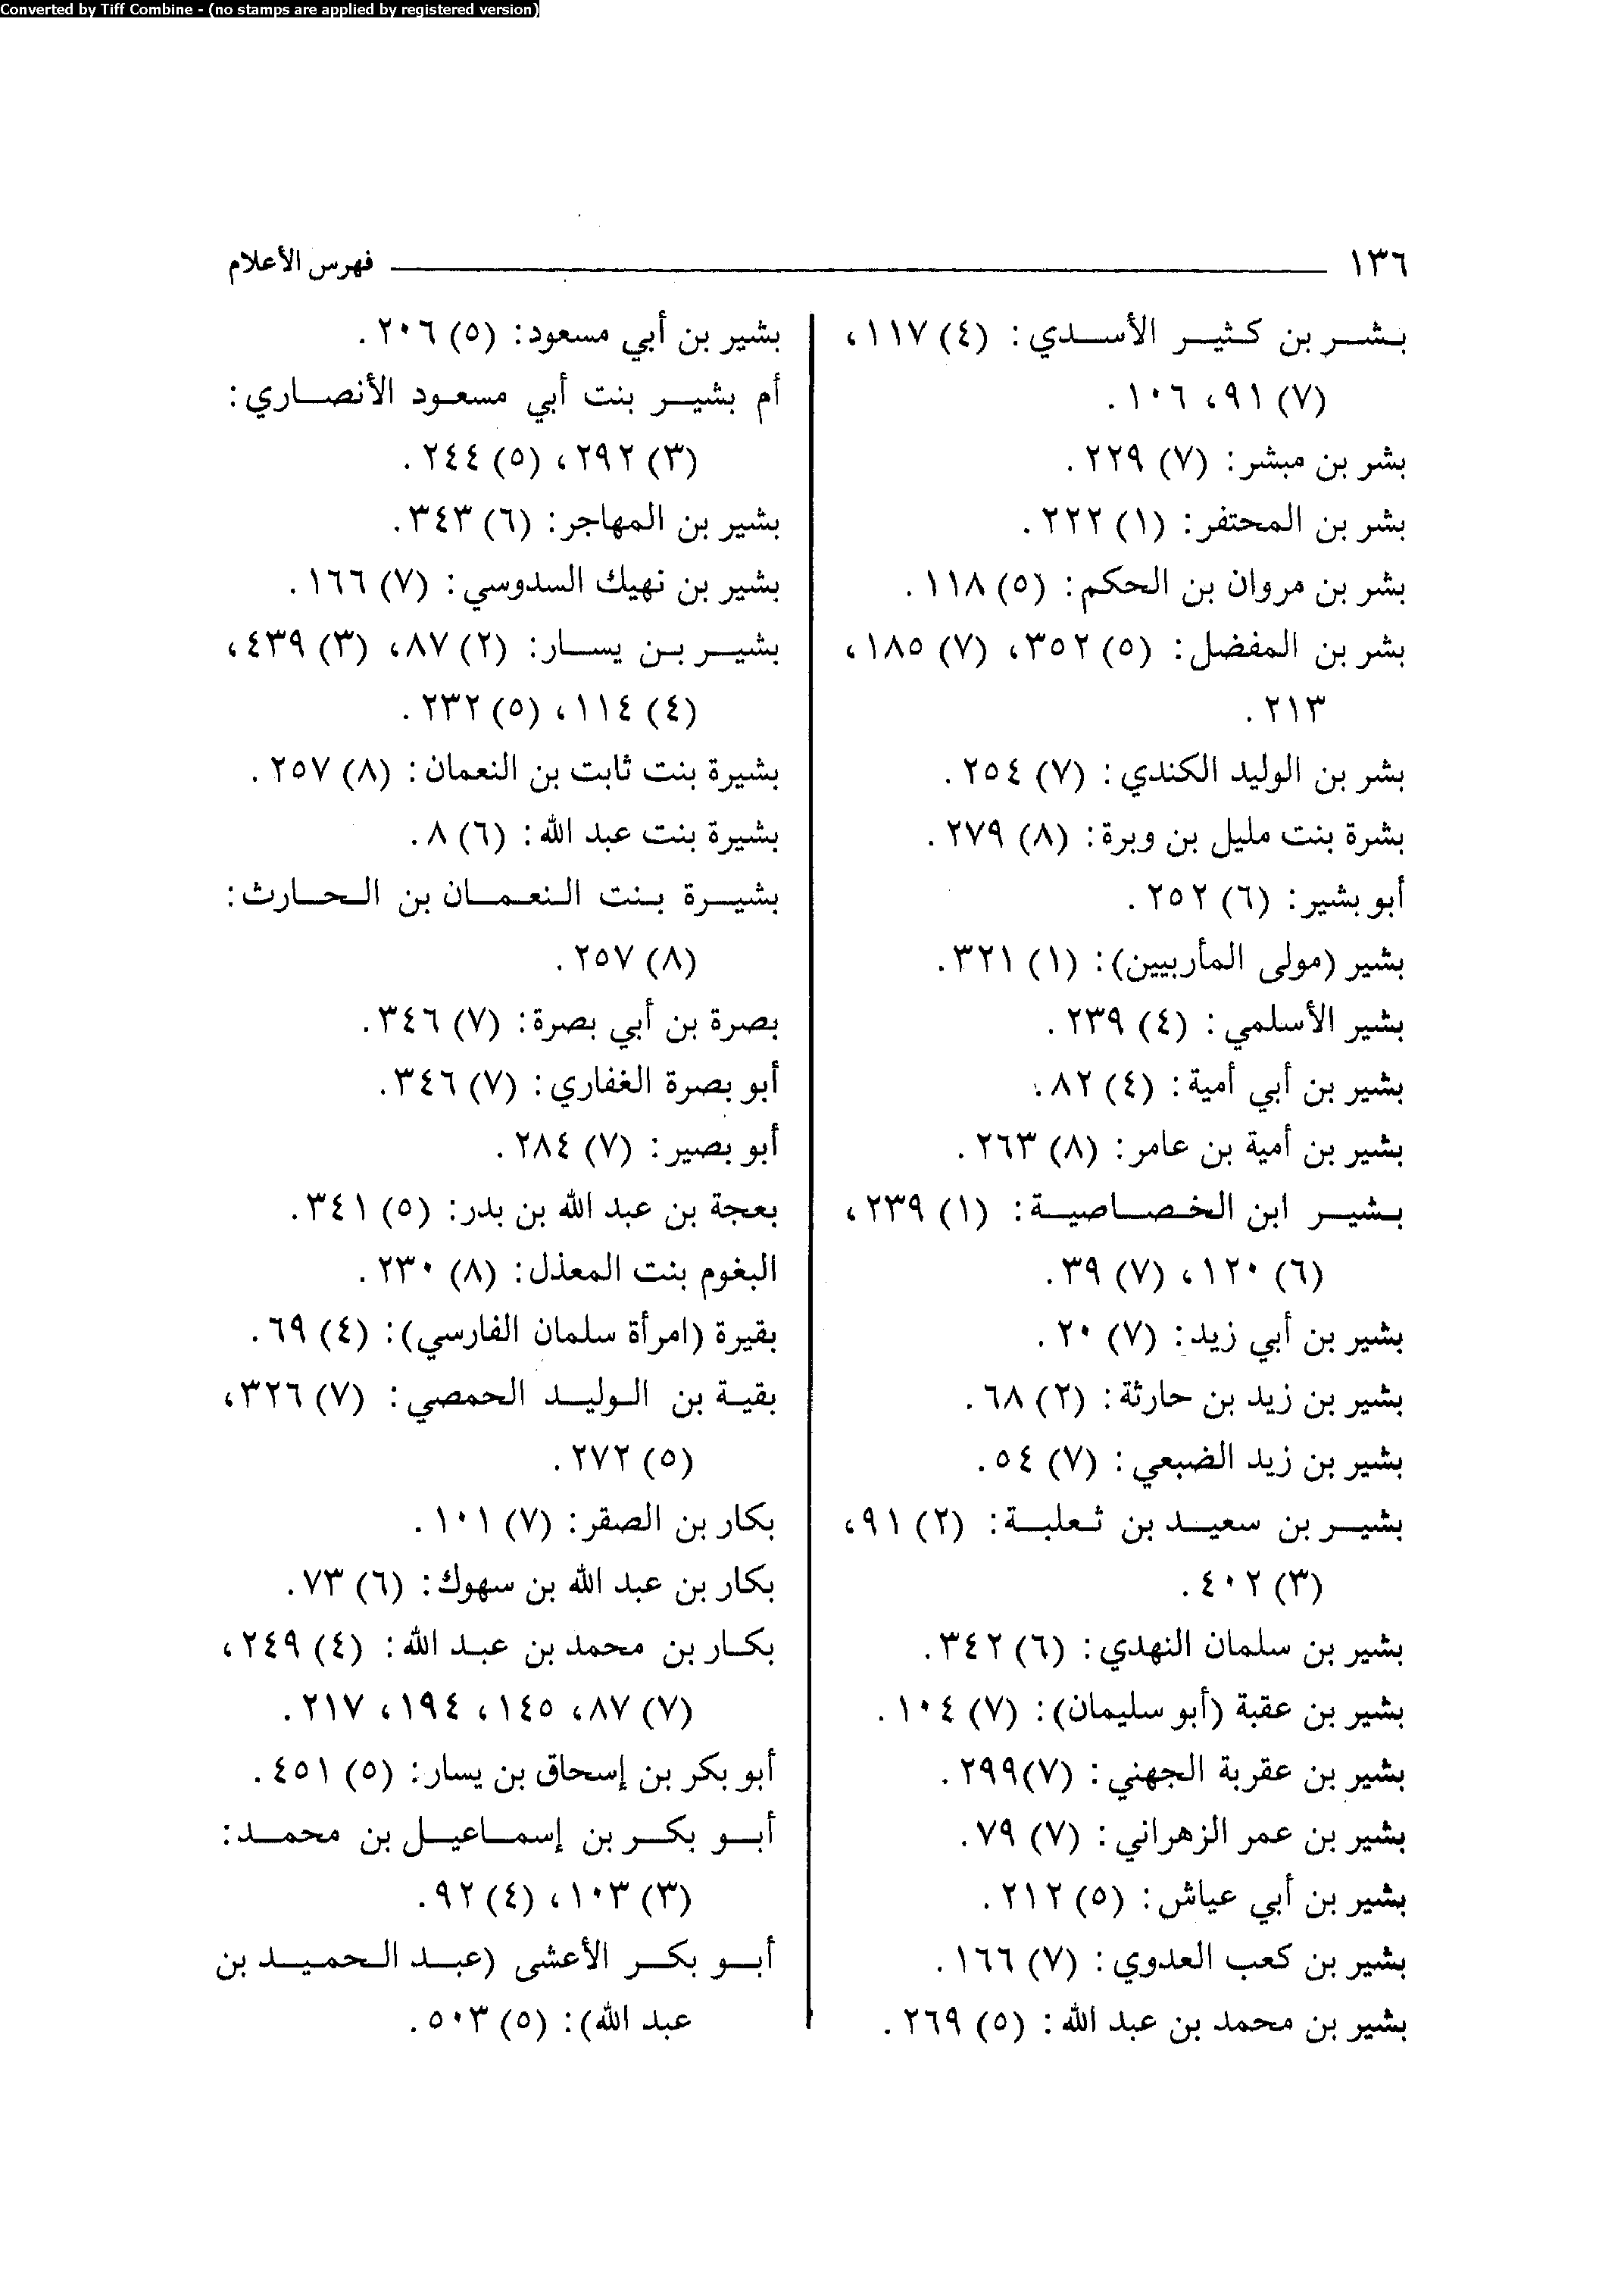 Converted by Tiff Combine - (no stamps are applied by registered version)
١٣٦ فهرس الأعلام
بشر بن كثير الأسدي: (٤) ١١٧،
(٧) ٩١، ١٠٦.
بشر بن مبشر: (٧) ٢٢٩.
بشر بن المحتفر: (١) ٢٢٢.
بشر بن مروان بن الحكم: (٥) ١١٨.
بشر بن المفضل: (٥) ٣٥٢، (٧) ١٨٥،
٢١٣.
بشر بن الوليد الكندي: (٧) ٢٥٤.
بشرة بنت مليل بن وبرة: (٨) ٢٧٩.
أبو بشير: (٦) ٢٥٢.
بشير (مولى المأربيين): (١) ٣٢١.
بشير الأسلمي: (٤) ٢٣٩.
بشير بن أبي أمية: (٤) ٨٢.
بشير بن أمية بن عامر: (٨) ٢٦٣.
بشير ابن الخصاصية: (١) ٢٣٩،
(٦) ١٢٠، (٧) ٣٩.
بشير بن أبي زيد: (٧) ٢٠.
بشير بن زيد بن حارثة: (٢) ٦٨.
بشير بن زيد الضبعي: (٧) ٥٤.
بشير بن سعيد بن ثعلبة: (٢) ٩١،
(٣) ٤٠٢.
بشير بن سلمان النهدي: (٦) ٣٤٢.
بشير بن عقبة (أبو سليمان): (٧) ١٠٤.
بشير بن عقربة الجهني: (٧) ٢٩٩.
بشير بن عمر الزهراني: (٧) ٧٩.
بشير بن أبي عياش: (٥) ٢١٢.
بشير بن كعب العدوي: (٧) ١٦٦.
بشير بن محمد بن عبد الله: (٥) ٢٦٩.
بشير بن أبي مسعود: (٥) ٢٠٦.
أم بشير بنت أبي مسعود الأنصاري:
(٣) ٢٩٢، (٥) ٢٤٤.
بشير بن المهاجر: (٦) ٣٤٣.
بشير بن نهيك السدوسي: (٧) ١٦٦.
بشير بن يسار: (٢) ٨٧، (٣) ٤٣٩،
(٤) ١١٤، (٥) ٢٣٢.
بشيرة بنت ثابت بن النعمان: (٨) ٢٥٧.
بشيرة بنت عبد الله: (٦) ٨.
بشيرة بنت النعمان بن الحارث:
(٨) ٢٥٧.
بصرة بن أبي بصرة: (٧) ٣٤٦.
أبو بصرة الغفاري: (٧) ٣٤٦.
أبو بصير: (٧) ٢٨٤.
بعجة بن عبد الله بن بدر: (٥) ٣٤١.
البغوم بنت المعذل: (٨) ٢٣٠.
بقيرة (امرأة سلمان الفارسي): (٤) ٦٩.
بقية بن الوليد الحمصي: (٧) ٣٢٦،
(٥) ٢٧٢.
بكار بن الصقر: (٧) ١٠١.
بكار بن عبد الله بن سهوك: (٦) ٧٣.
بكار بن محمد بن عبد الله: (٤) ٢٤٩،
(٧) ٨٧، ١٤٥، ١٩٤، ٢١٧.
أبو بكر بن إسحاق بن يسار: (٥) ٤٥١.
أبو بكر بن إسماعيل بن محمد:
(٣) ١٠٣، (٤) ٩٢.
أبو بكر الأعشى (عبد الحميد بن
عبد الله): (٥) ٥٠٣.